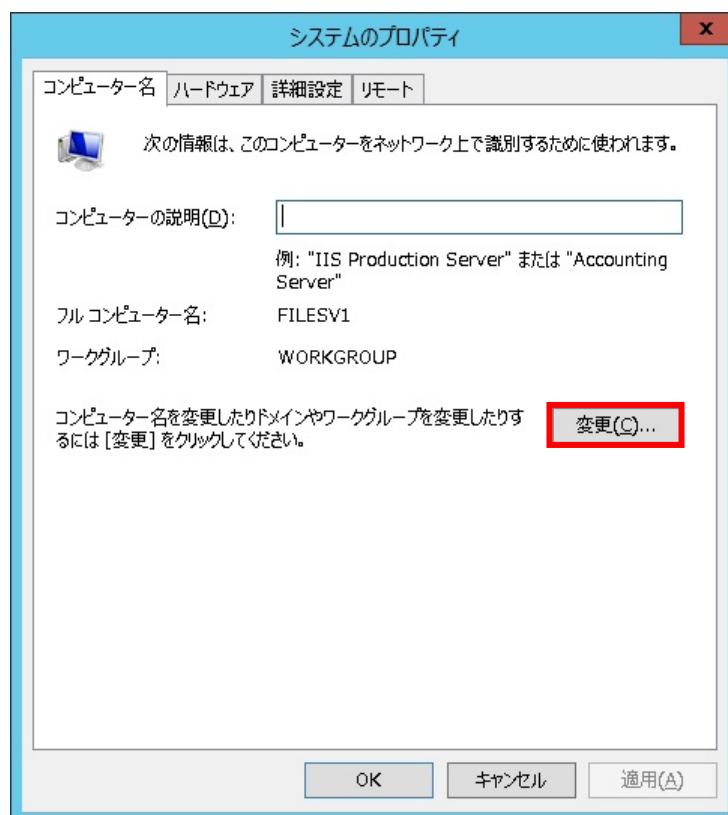 システムのプロパティ
x
コンピューター名 ハードウェア 詳細設定 リモート
次の情報は、このコンピューターをネットワーク上で識別するために使われます。
コンピューターの説明(D):
例: "IIS Production Server" または "Accounting
Server"
フル コンピューター名: FILESV1
ワークグループ: WORKGROUP
コンピューター名を変更したりドメインやワークグループを変更したりす
るには [変更] をクリックしてください。
変更(C)...
OK キャンセル 適用(A)